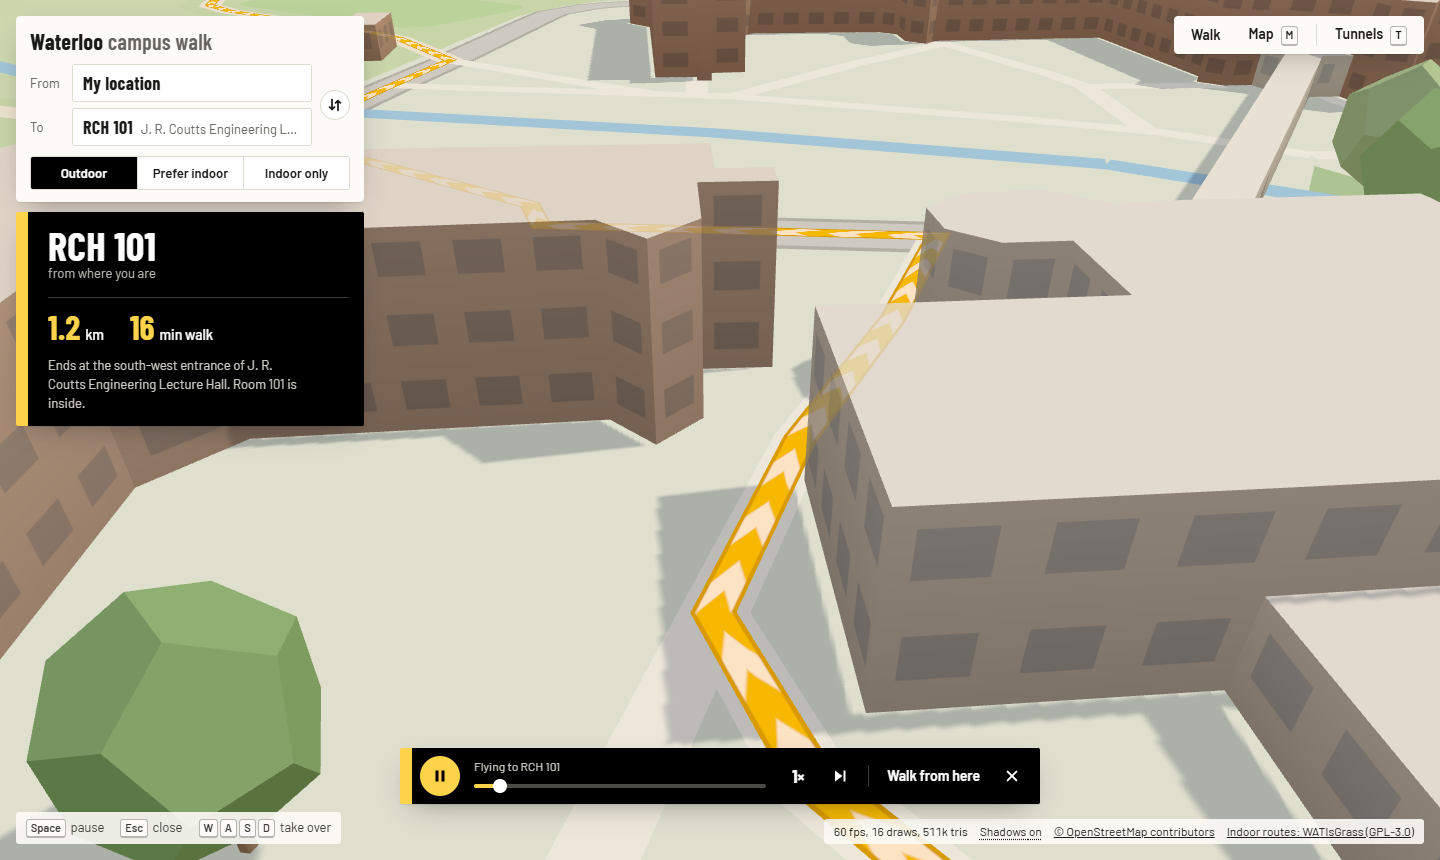 Waterloo campus walk
From My location
To RCH 101 J. R. Coutts Engineering L...
Outdoor Prefer indoor Indoor only
RCH 101
from where you are
1.2 km 16 min walk
Ends at the south-west entrance of J. R.
Coutts Engineering Lecture Hall. Room 101 is
inside.
Walk Map M Tunnels T
Flying to RCH 101
1× Walk from here
Space pause Esc close W A S D take over
60 fps, 16 draws, 511k tris Shadows on © OpenStreetMap contributors Indoor routes: WATIsGrass (GPL-3.0)